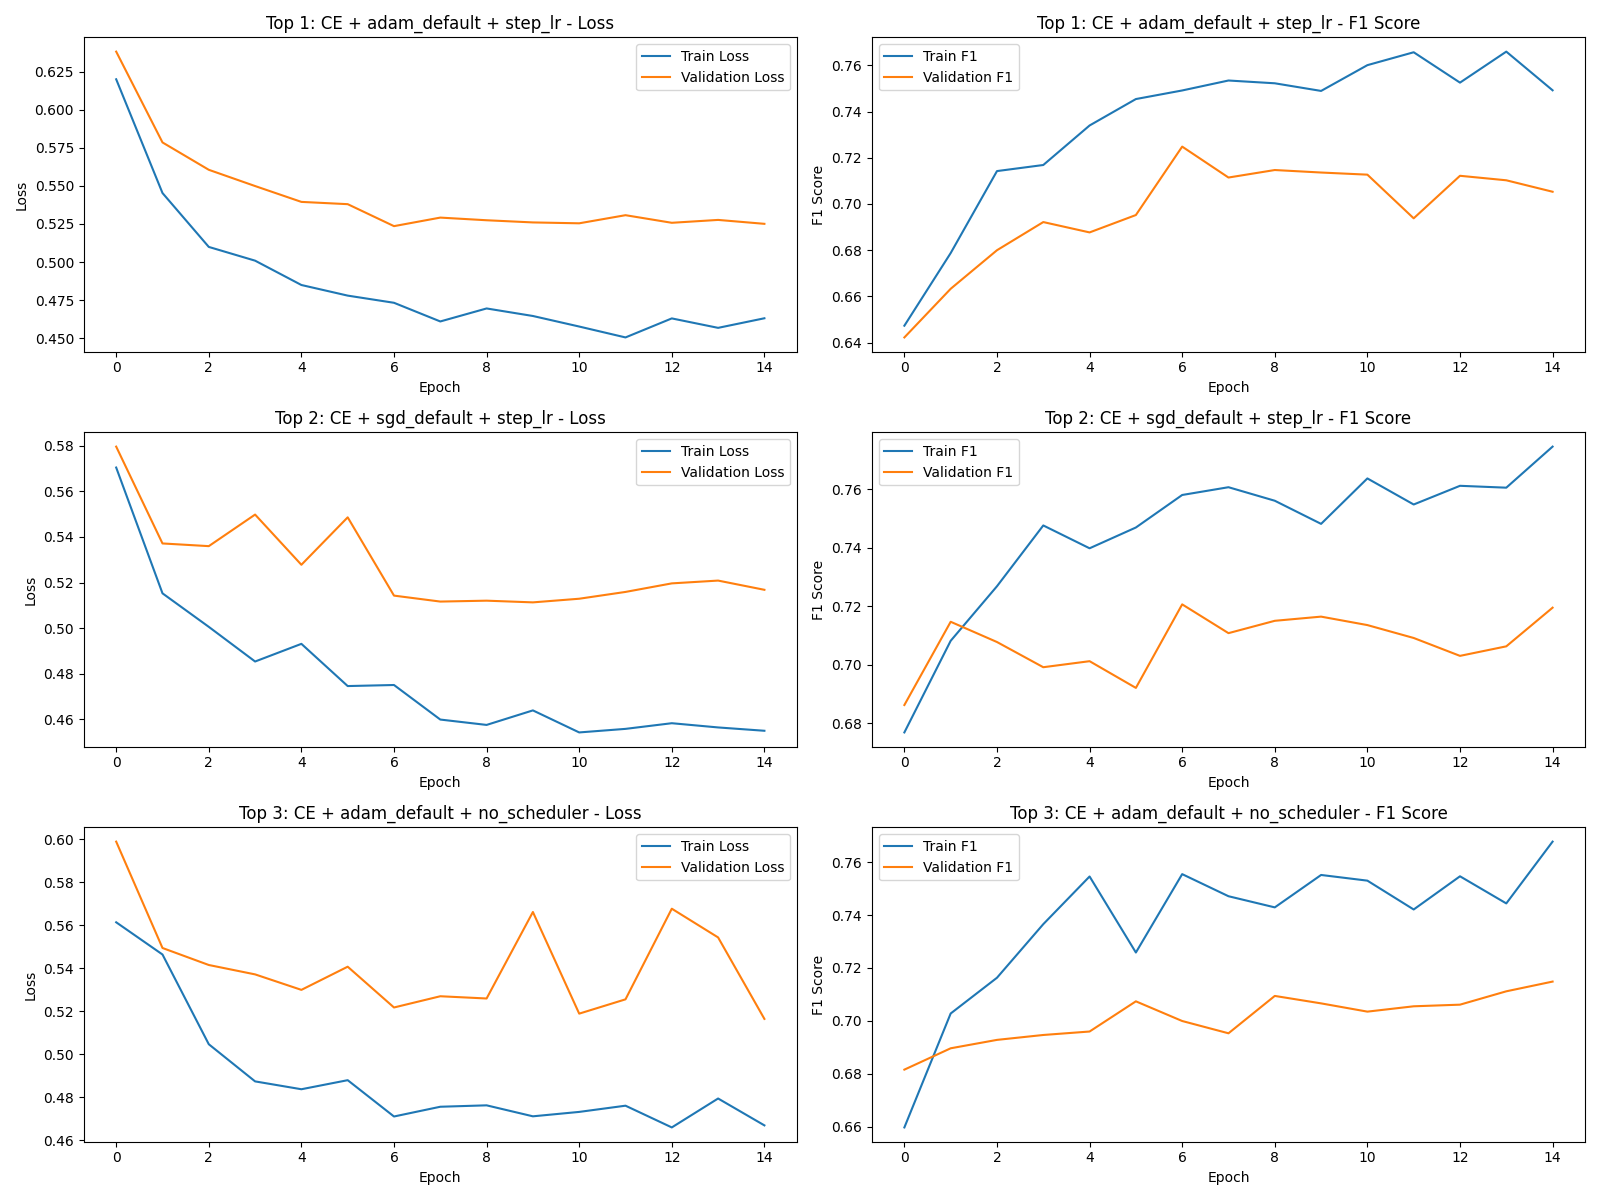 Top 1: CE + adam_default + step_lr - Loss
Train Loss
Validation Loss
0.625
0.600
0.575
0.550
0.525
0.500
0.475
0.450
Loss
0 2 4 6 8 10 12 14
Epoch
Top 1: CE + adam_default + step_lr - F1 Score
Train F1
Validation F1
0.76
0.74
0.72
0.70
0.68
0.66
0.64
F1 Score
0 2 4 6 8 10 12 14
Epoch
Top 2: CE + sgd_default + step_lr - Loss
Train Loss
Validation Loss
0.58
0.56
0.54
0.52
0.50
0.48
0.46
Loss
0 2 4 6 8 10 12 14
Epoch
Top 2: CE + sgd_default + step_lr - F1 Score
Train F1
Validation F1
0.76
0.74
0.72
0.70
0.68
F1 Score
0 2 4 6 8 10 12 14
Epoch
Top 3: CE + adam_default + no_scheduler - Loss
Train Loss
Validation Loss
0.60
0.58
0.56
0.54
0.52
0.50
0.48
0.46
Loss
0 2 4 6 8 10 12 14
Epoch
Top 3: CE + adam_default + no_scheduler - F1 Score
Train F1
Validation F1
0.76
0.74
0.72
0.70
0.68
0.66
F1 Score
0 2 4 6 8 10 12 14
Epoch